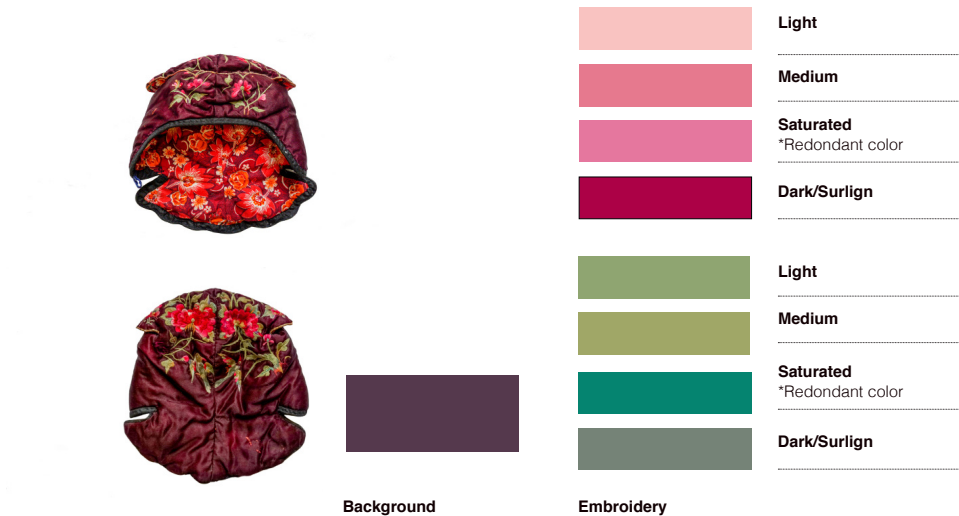 Light
Medium
Saturated
*Redondant color
Dark/Surlign
Light
Medium
Saturated
*Redondant color
Dark/Surlign
Background
Embroidery